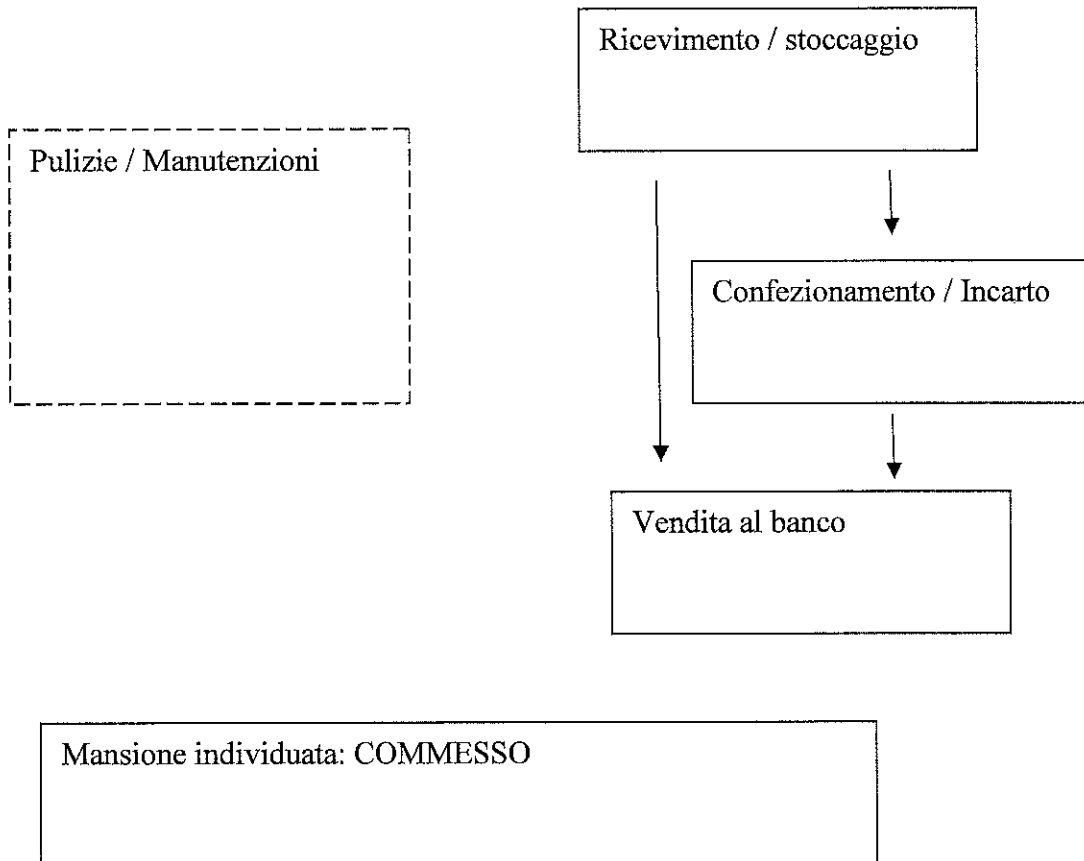 Ricevimento / stoccaggio
Pulizie / Manutenzioni
Confezionamento / Incarto
Vendita al banco
Mansione individuata: COMMESSO